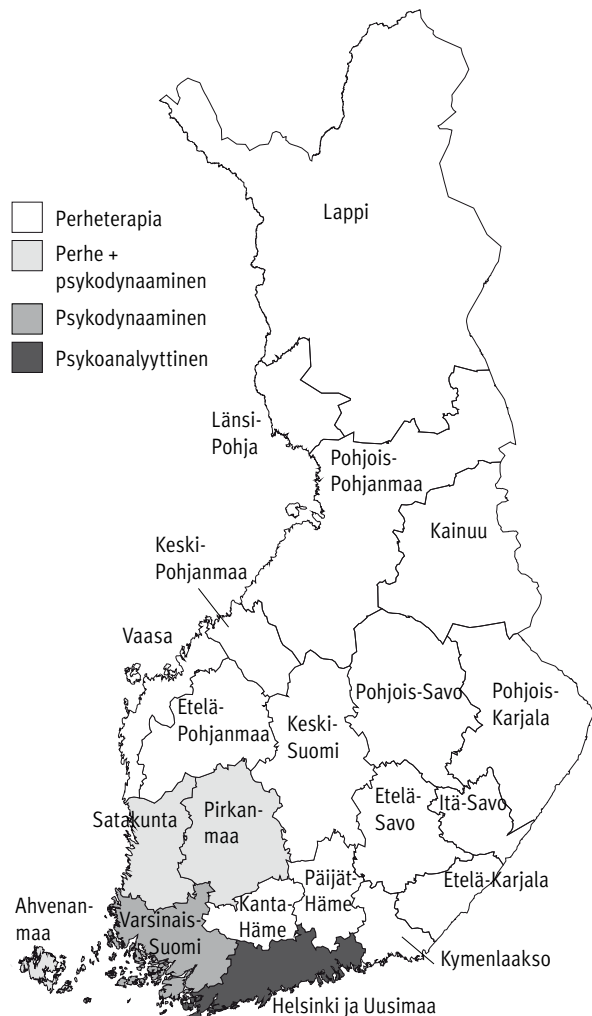 Lappi
Perheterapia
Perhe +
psykodynaaminen
Psykodynaaminen
Psykoanalyyttinen
Länsi-
Pohja
Pohjois-
Pohjanmaa
Kainuu
Keski-
Pohjanmaa
Vaasa
Etelä-
Pohjanmaa
Keski-
Suomi
Pohjois-Savo
Pohjois-
Karjala
Satakunta
Pirkan-
maa
Etelä-
Savo
Itä-Savo
Päijät-
Häme
Etelä-Karjala
Kanta-
Häme
Ahvenan-
maa
Varsinais-
Suomi
Kymenlaakso
Helsinki ja Uusimaa